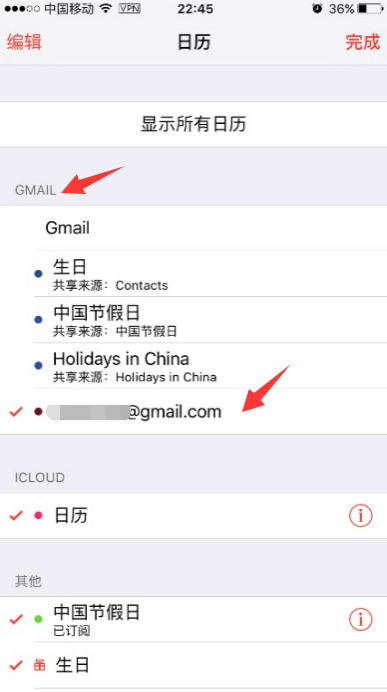 中国移动 VPN 22:45 36%
编辑 日历 完成
显示所有日历
GMAIL
Gmail
生日
共享来源：Contacts
中国节假日
共享来源：中国节假日
Holidays in China
共享来源：Holidays in China
@gmail.com
ICLOUD
日历
其他
中国节假日
已订阅
生日